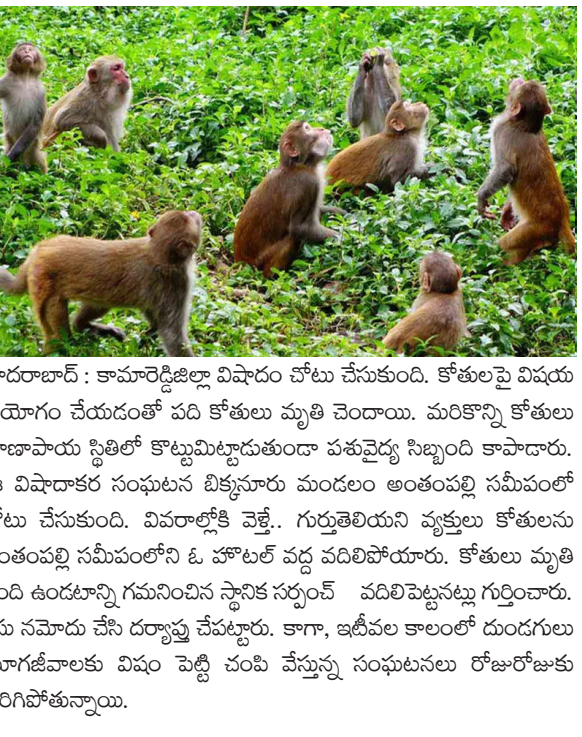 ాదరాబాద్ : కామారెడ్డిజిల్లా విషాదం చోటు చేసుకుంది. కోతులపై విషయ
యోగం చేయడంతో పది కోతులు మృతి చెందాయి. మరికొన్ని కోతులు
ాణాపాయ స్థితిలో కొట్టుమిట్టాడుతుండా పశువైద్య సిబ్బంది కాపాడారు.
విషాదాకర సంఘటన బిక్కనూరు మండలం అంతంపల్లి సమీపంలో
ోటు చేసుకుంది. వివరాల్లోకి వెళ్తే.. గుర్తుతెలియని వ్యక్తులు కోతులను
ంతంపల్లి సమీపంలోని ఓ హొటల్ వద్ద వదిలిపోయారు. కోతులు మృతి
ంది ఉండటాన్ని గమనించిన స్థానిక సర్పంచ్ వదిలిపెట్టనట్లు గుర్తించారు.
సు నమోదు చేసి దర్యాప్తు చేపట్టారు. కాగా, ఇటీవల కాలంలో దుండగులు
ూగజీవాలకు విషం పెట్టి చంపి వేస్తున్న సంఘటనలు రోజురోజుకు
రిగిపోతున్నాయి.